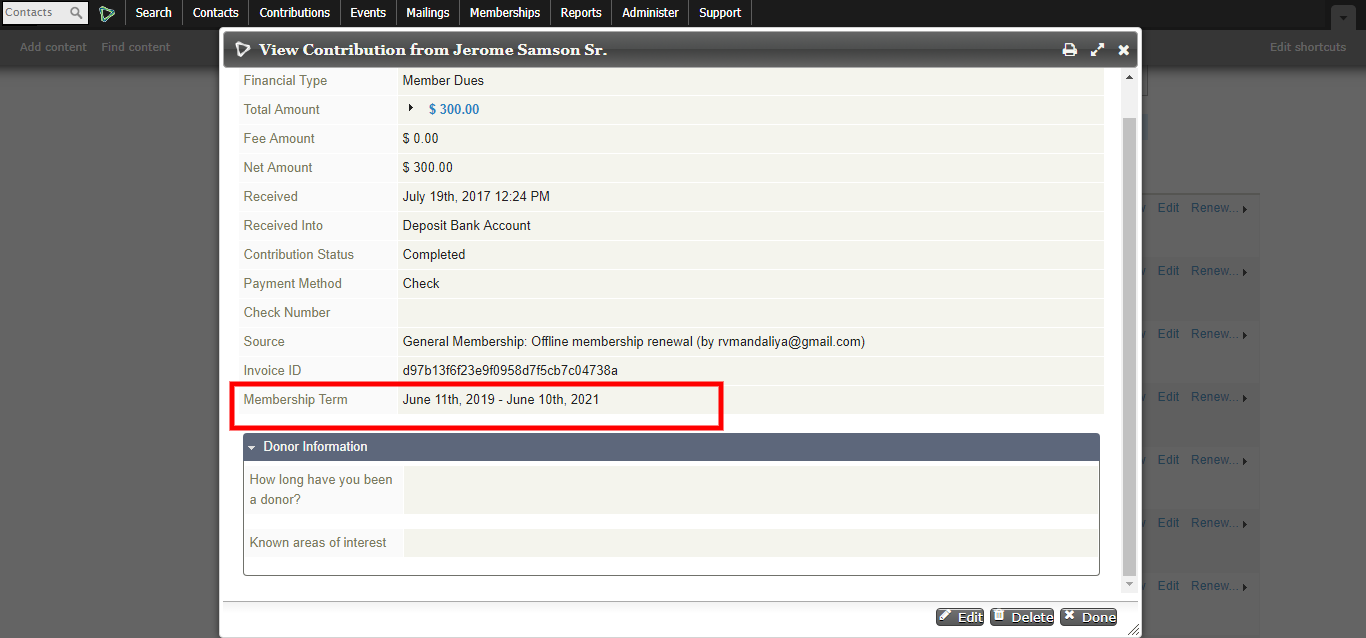 Contacts
Search
Contacts
Contributions
Events
Mailings
Memberships
Reports
Administer
Support
Add content
Find content
Edit shortcuts
View Contribution from Jerome Samson Sr.
Financial Type Member Dues
Total Amount $ 300.00
Fee Amount $ 0.00
Net Amount $ 300.00
Received July 19th, 2017 12:24 PM
Received Into Deposit Bank Account
Contribution Status Completed
Payment Method Check
Check Number
Source General Membership: Offline membership renewal (by rvmandaliya@gmail.com)
Invoice ID d97b13f6f23e9f0958d7f5cb7c04738a
Membership Term June 11th, 2019 - June 10th, 2021
Donor Information
How long have you been
a donor?
Known areas of interest
Edit Delete Done
Edit Renew...
Edit Renew...
Edit Renew...
Edit Renew...
Edit Renew...
Edit Renew...
Edit Renew...